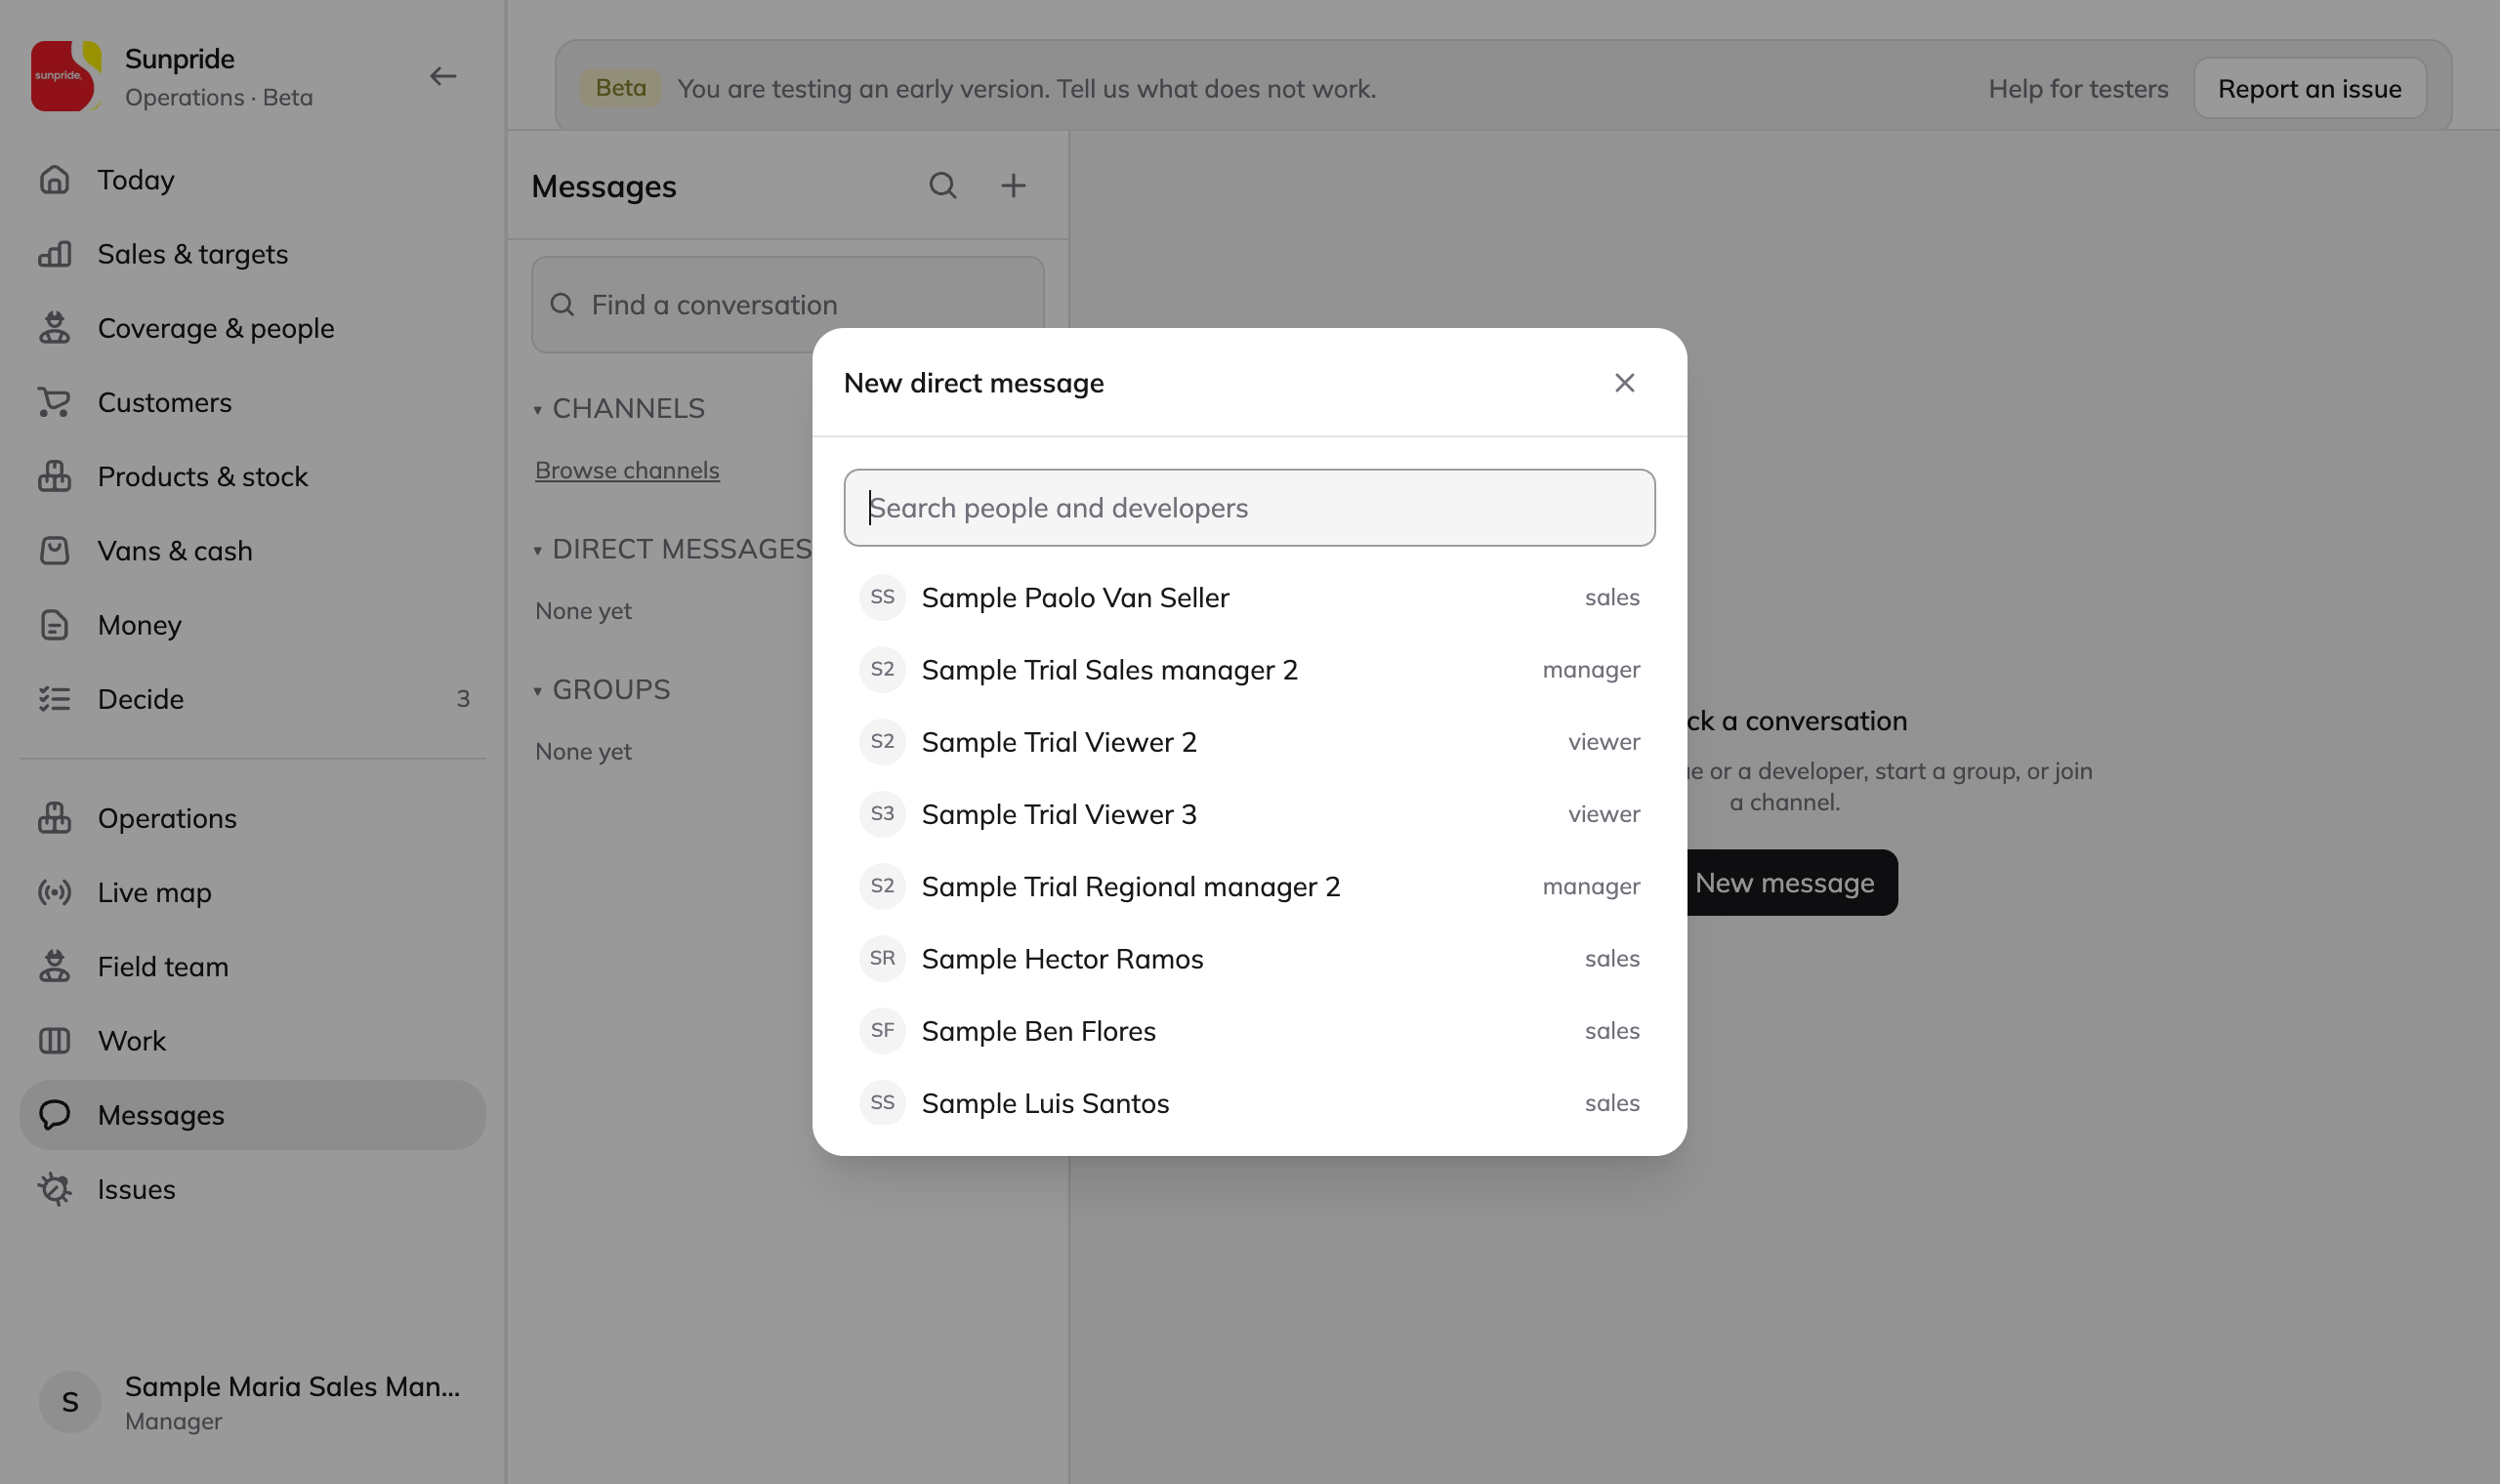 sunpride.
Sunpride
Operations · Beta
Today
Sales & targets
Coverage & people
Customers
Products & stock
Vans & cash
Money
Decide 3
Operations
Live map
Field team
Work
Messages
Issues
S
Sample Maria Sales Man...
Manager
Beta You are testing an early version. Tell us what does not work. Help for testers Report an issue
Messages
Find a conversation
CHANNELS
Browse channels
DIRECT MESSAGES
None yet
GROUPS
None yet
New direct message
Search people and developers
SS Sample Paolo Van Seller sales
S2 Sample Trial Sales manager 2 manager
S2 Sample Trial Viewer 2 viewer
S3 Sample Trial Viewer 3 viewer
S2 Sample Trial Regional manager 2 manager
SR Sample Hector Ramos sales
SF Sample Ben Flores sales
SS Sample Luis Santos sales
a conversation
or a developer, start a group, or join
a channel.
New message